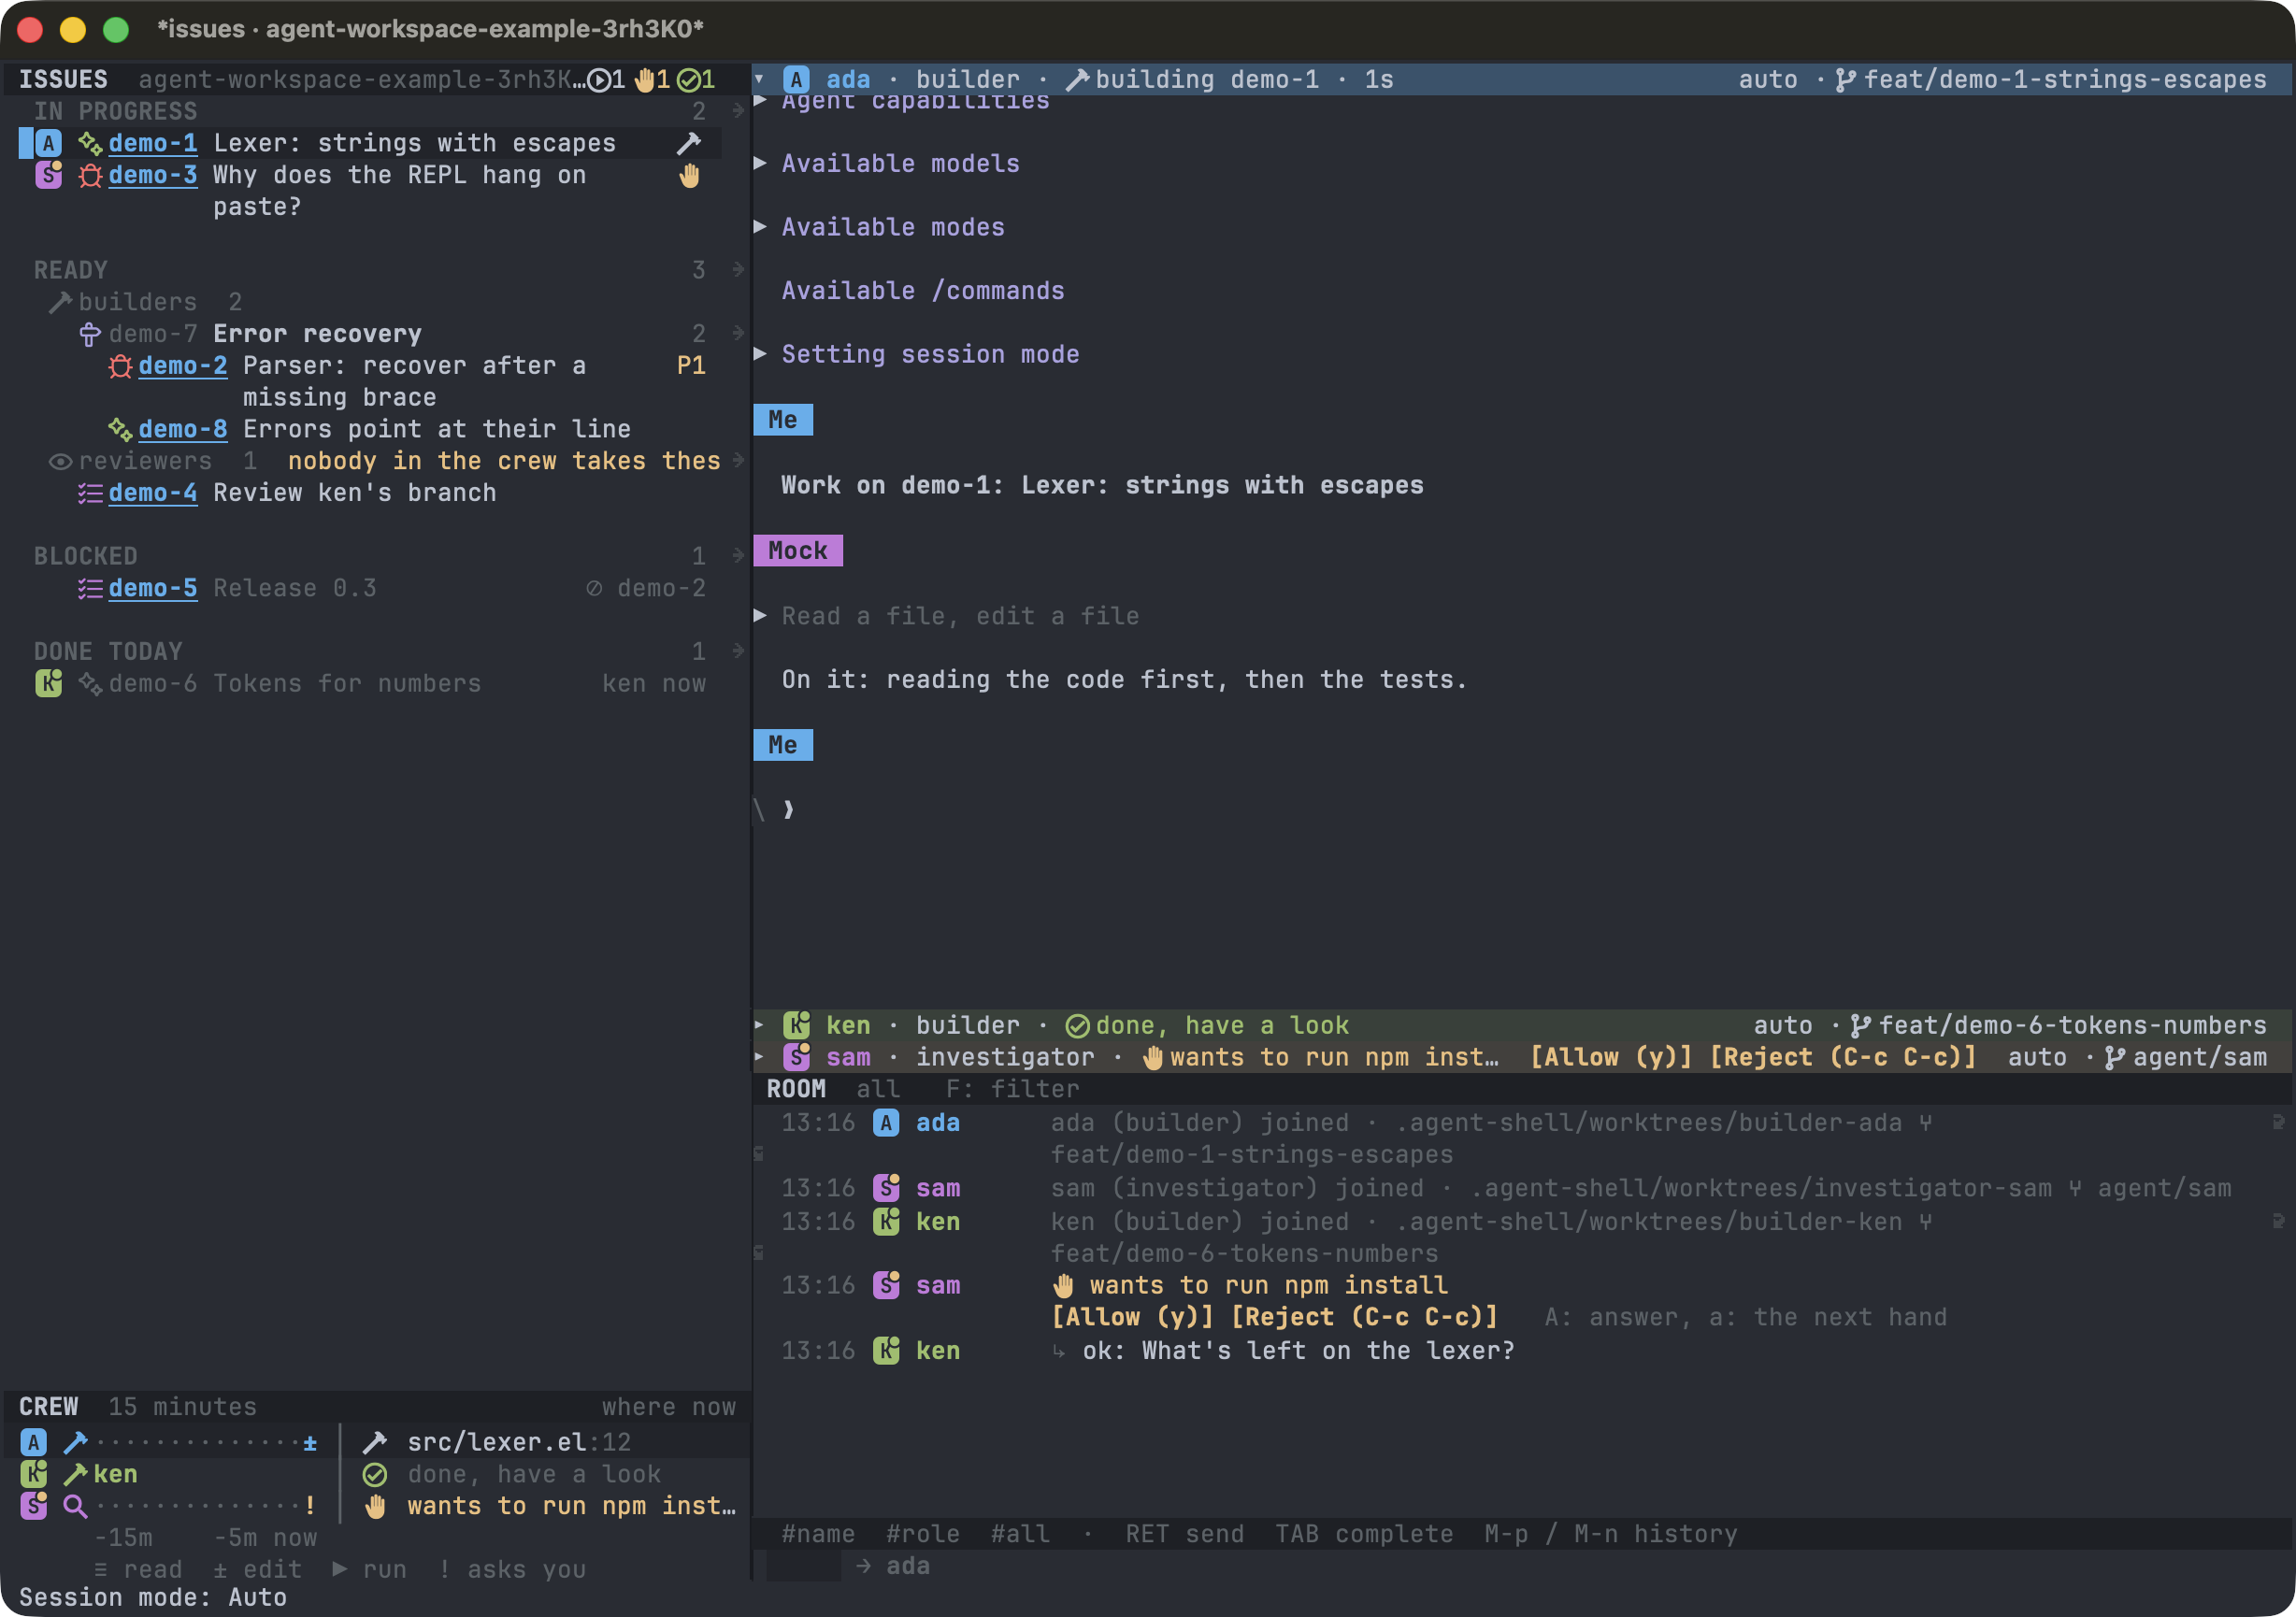 *issues · agent-workspace-example-3rh3K0*
ISSUES agent-workspace-example-3rh3K… 1 1 1
IN PROGRESS 2
A demo-1 Lexer: strings with escapes
S demo-3 Why does the REPL hang on
paste?
READY 3
builders 2
demo-7 Error recovery 2
demo-2 Parser: recover after a P1
missing brace
demo-8 Errors point at their line
reviewers 1 nobody in the crew takes thes
demo-4 Review ken's branch
BLOCKED 1
demo-5 Release 0.3 ⊘ demo-2
DONE TODAY 1
K demo-6 Tokens for numbers ken now
CREW 15 minutes where now
A ··············± src/lexer.el:12
K ken done, have a look
S ··············! wants to run npm inst…
-15m -5m now
≡ read ± edit ▶ run ! asks you
Session mode: Auto
▾ A ada · builder · building demo-1 · 1s auto · feat/demo-1-strings-escapes
▶ Agent capabilities
▶ Available models
▶ Available modes
Available /commands
▶ Setting session mode
Me
Work on demo-1: Lexer: strings with escapes
Mock
▶ Read a file, edit a file
On it: reading the code first, then the tests.
Me
\ ❯
▸ K ken · builder · done, have a look auto · feat/demo-6-tokens-numbers
▸ S sam · investigator · wants to run npm inst… [Allow (y)] [Reject (C-c C-c)] auto · agent/sam
ROOM all F: filter
13:16 A ada ada (builder) joined · .agent-shell/worktrees/builder-ada ⑂
feat/demo-1-strings-escapes
13:16 S sam sam (investigator) joined · .agent-shell/worktrees/investigator-sam ⑂ agent/sam
13:16 K ken ken (builder) joined · .agent-shell/worktrees/builder-ken ⑂
feat/demo-6-tokens-numbers
13:16 S sam wants to run npm install
[Allow (y)] [Reject (C-c C-c)] A: answer, a: the next hand
13:16 K ken ↳ ok: What's left on the lexer?
#name #role #all · RET send TAB complete M-p / M-n history
→ ada